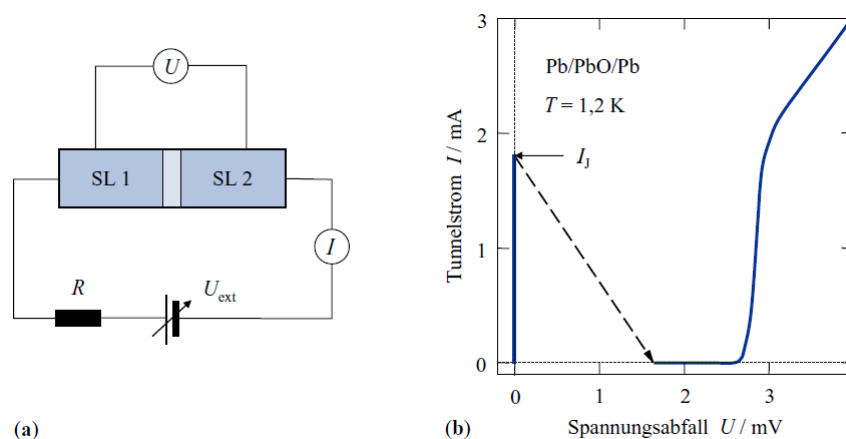 U
SL 1
SL 2
I
R
U_ext
(a)
3
2
1
0
Tunnelstrom I / mA
Pb/PbO/Pb
T = 1,2 K
I_J
0
1
2
3
Spannungsabfall U / mV
(b)